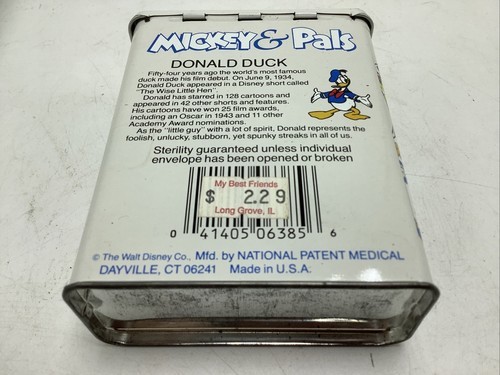 MICKEY & Pals
DONALD DUCK
Fifty-four years ago the world's most famous
duck made his film debut. On June 9, 1934,
Donald Duck appeared in a Disney short called
"The Wise Little Hen".
Donald has starred in 128 cartoons and
appeared in 42 other shorts and features.
His cartoons have won 25 film awards,
including an Oscar in 1943 and 11 other
Academy Award nominations.
As the "little guy" with a lot of spirit, Donald represents the
foolish, unlucky, stubborn, yet spunky streaks in all of us.
Sterility guaranteed unless individual
envelope has been opened or broken
My Best Friends
$ 2.29
Long Grove, IL
0 41405 06385 6
© The Walt Disney Co., Mfd. by NATIONAL PATENT MEDICAL
DAYVILLE, CT 06241 Made in U.S.A.